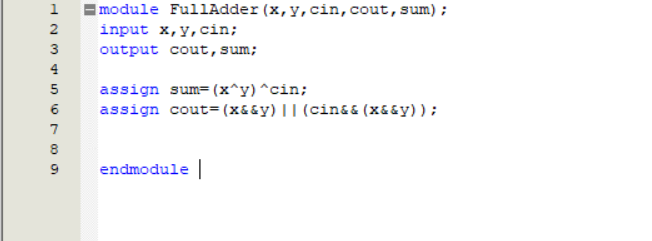 1 module FullAdder(x,y,cin,cout,sum);
2 input x,y,cin;
3 output cout,sum;
4
5 assign sum=(x^y)^cin;
6 assign cout=(x&&y)||(cin&&(x&&y));
7
8
9 endmodule